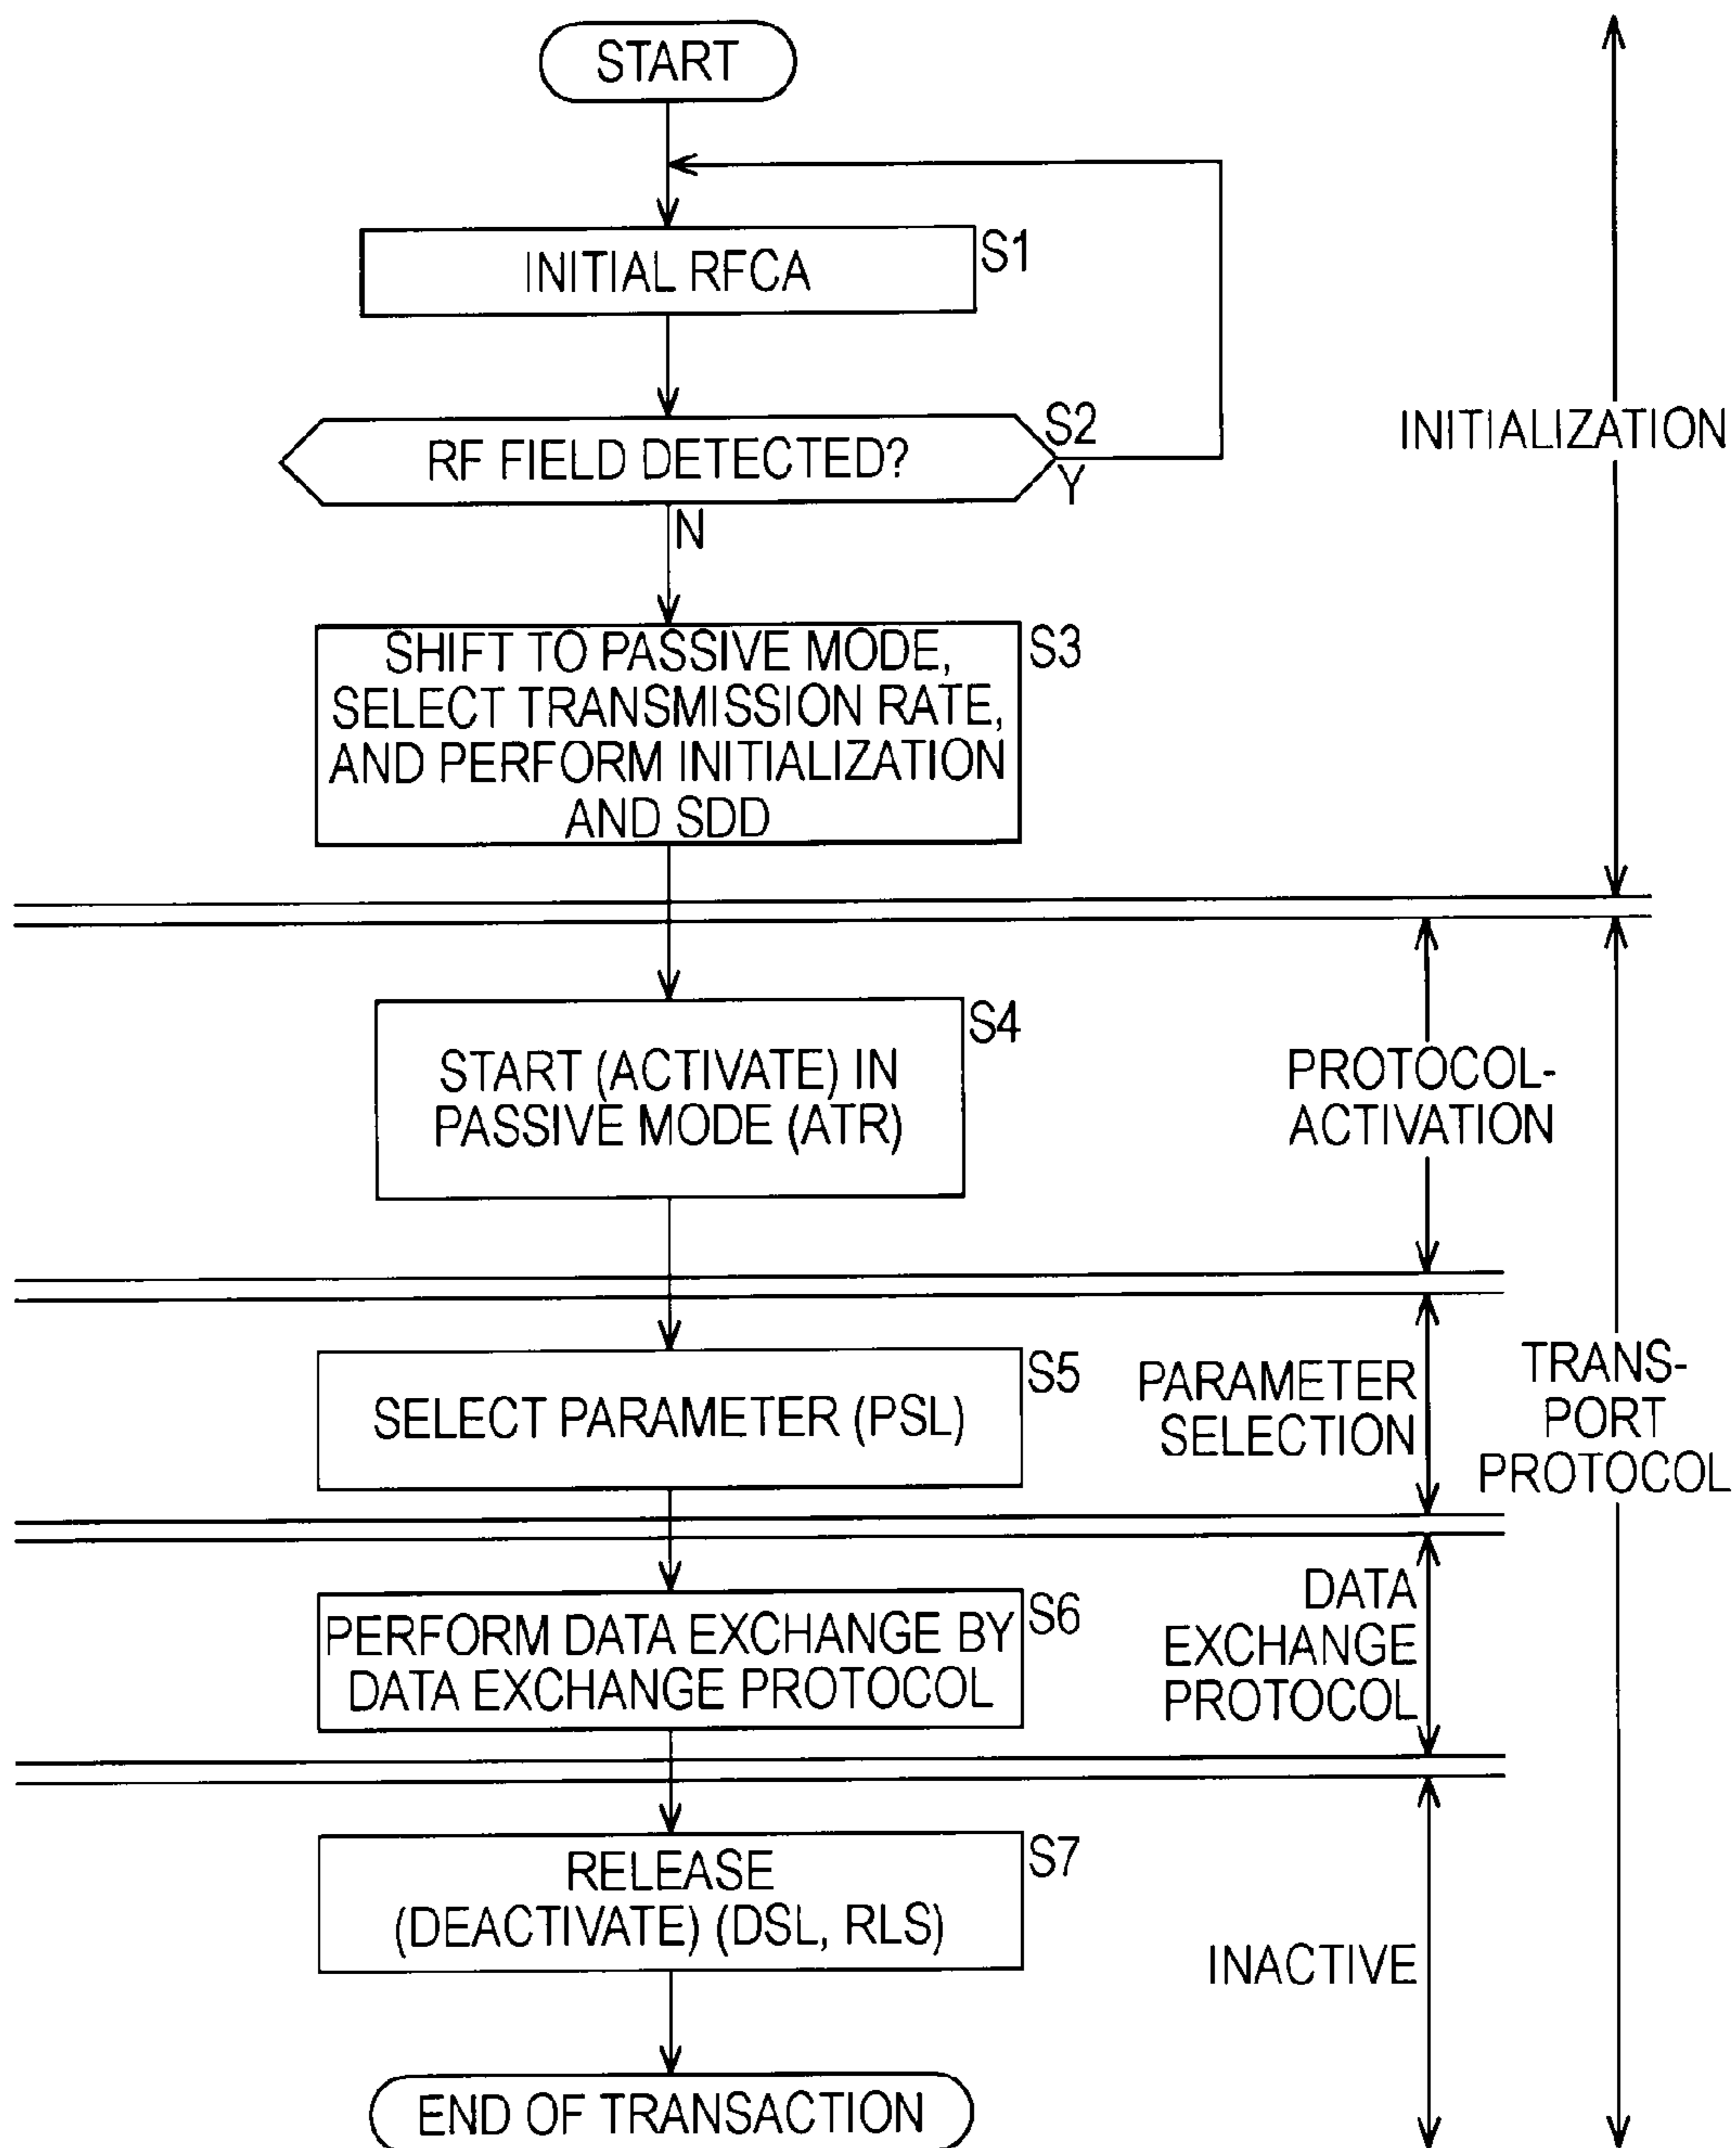 START
INITIAL RFCA
S1
RF FIELD DETECTED?
S2
Y
N
INITIALIZATION
SHIFT TO PASSIVE MODE,
SELECT TRANSMISSION RATE,
AND PERFORM INITIALIZATION
AND SDD
S3
START (ACTIVATE) IN
PASSIVE MODE (ATR)
S4
PROTOCOL-
ACTIVATION
SELECT PARAMETER (PSL)
S5
PARAMETER
SELECTION
TRANS-
PORT
PROTOCOL
PERFORM DATA EXCHANGE BY
DATA EXCHANGE PROTOCOL
S6
DATA
EXCHANGE
PROTOCOL
RELEASE
(DEACTIVATE) (DSL, RLS)
S7
INACTIVE
END OF TRANSACTION